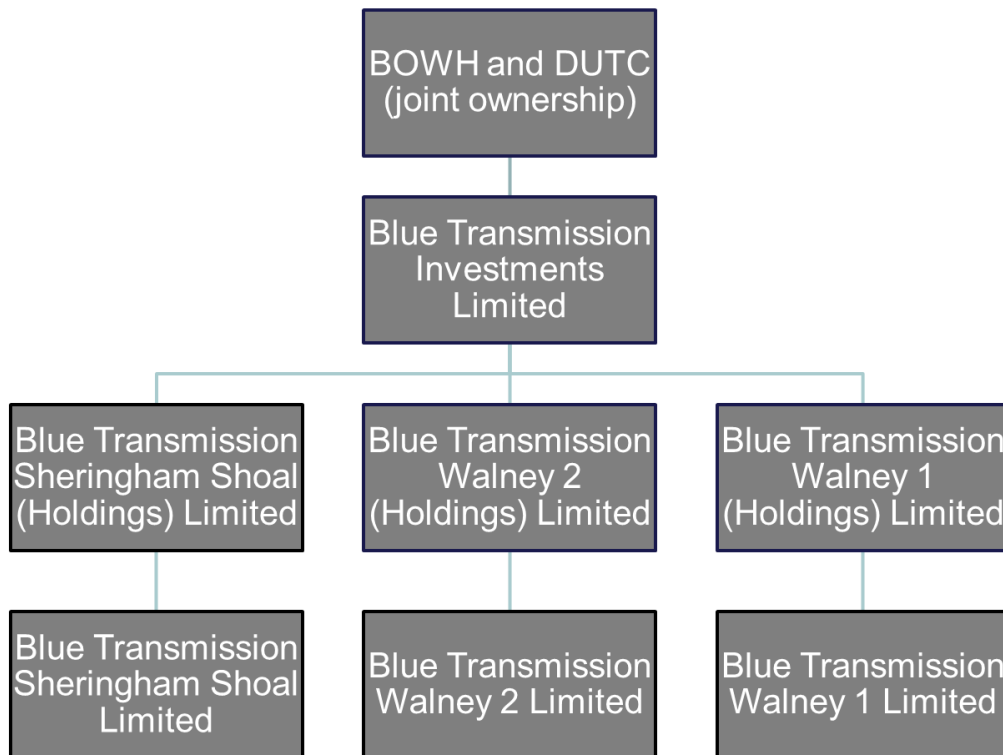 BOWH and DUTC
(joint ownership)
Blue Transmission
Investments
Limited
Blue Transmission
Sheringham Shoal
(Holdings) Limited
Blue Transmission
Walney 2
(Holdings) Limited
Blue Transmission
Walney 1
(Holdings) Limited
Blue Transmission
Sheringham Shoal
Limited
Blue Transmission
Walney 2 Limited
Blue Transmission
Walney 1 Limited